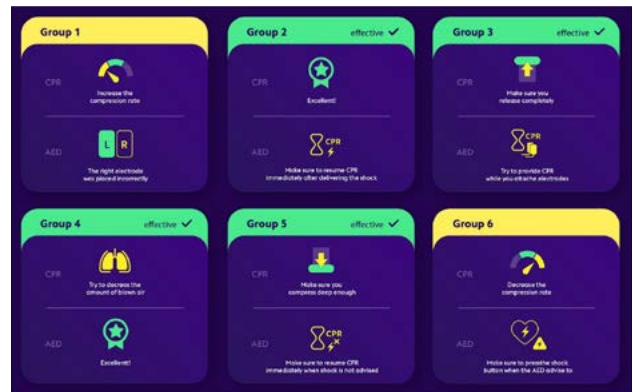 Group 1
CPR
Increase the
compression rate
AED
L R
The right electrode
was placed incorrectly
Group 2 effective
CPR
Excellent!
AED
CPR
Make sure to resume CPR
immediately after delivering the shock
Group 3 effective
CPR
Make sure you
release completely
AED
CPR
Try to provide CPR
while you attache electrodes
Group 4 effective
CPR
Try to decreas the
amount of blown air
AED
Excellent!
Group 5 effective
CPR
Make sure you
compress deep enough
AED
CPR
Make sure to resume CPR
immediately when shock is not advised
Group 6
CPR
Decrease the
compression rate
AED
Make sure to press the shock
button when the AED advise to